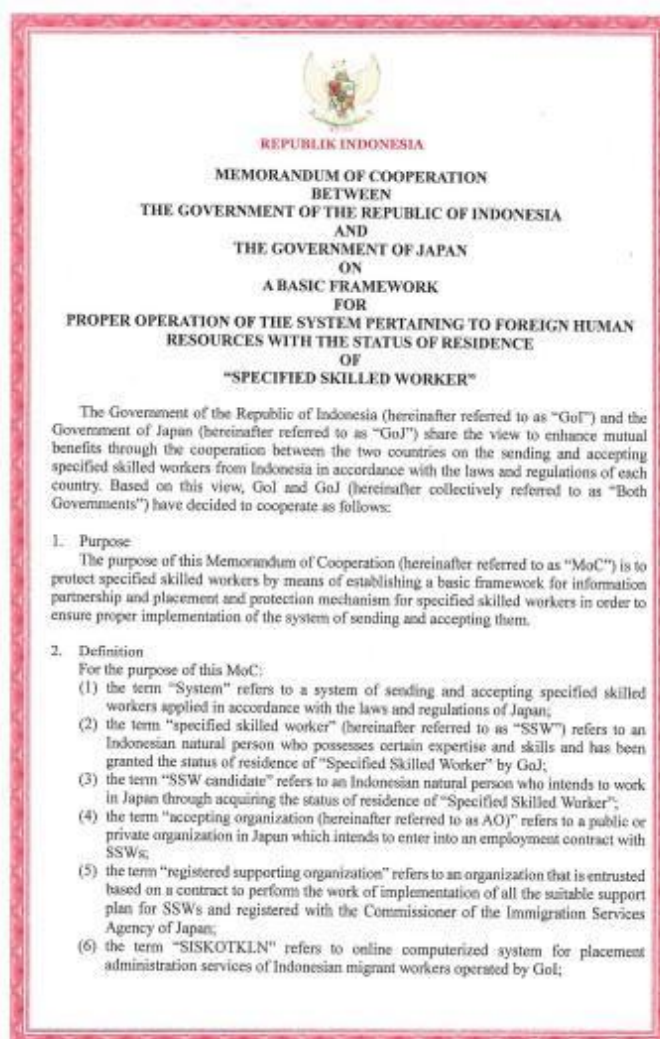 REPUBLIK INDONESIA
MEMORANDUM OF COOPERATION
BETWEEN
THE GOVERNMENT OF THE REPUBLIC OF INDONESIA
AND
THE GOVERNMENT OF JAPAN
ON
A BASIC FRAMEWORK
FOR
PROPER OPERATION OF THE SYSTEM PERTAINING TO FOREIGN HUMAN
RESOURCES WITH THE STATUS OF RESIDENCE
OF
“SPECIFIED SKILLED WORKER”
The Government of the Republic of Indonesia (hereinafter referred to as “GoI”) and the
Government of Japan (hereinafter referred to as “GoJ”) share the view to enhance mutual
benefits through the cooperation between the two countries on the sending and accepting
specified skilled workers from Indonesia in accordance with the laws and regulations of each
country. Based on this view, GoI and GoJ (hereinafter collectively referred to as “Both
Governments”) have decided to cooperate as follows:
1. Purpose
The purpose of this Memorandum of Cooperation (hereinafter referred to as “MoC”) is to
protect specified skilled workers by means of establishing a basic framework for information
partnership and placement and protection mechanism for specified skilled workers in order to
ensure proper implementation of the system of sending and accepting them.
2. Definition
For the purpose of this MoC:
(1) the term “System” refers to a system of sending and accepting specified skilled
workers applied in accordance with the laws and regulations of Japan;
(2) the term “specified skilled worker” (hereinafter referred to as “SSW”) refers to an
Indonesian natural person who possesses certain expertise and skills and has been
granted the status of residence of “Specified Skilled Worker” by GoJ;
(3) the term “SSW candidate” refers to an Indonesian natural person who intends to work
in Japan through acquiring the status of residence of “Specified Skilled Worker”;
(4) the term “accepting organization (hereinafter referred to as AO)” refers to a public or
private organization in Japan which intends to enter into an employment contract with
SSWs;
(5) the term “registered supporting organization” refers to an organization that is entrusted
based on a contract to perform the work of implementation of all the suitable support
plan for SSWs and registered with the Commissioner of the Immigration Services
Agency of Japan;
(6) the term “SISKOTKLN” refers to online computerized system for placement
administration services of Indonesian migrant workers operated by GoI;